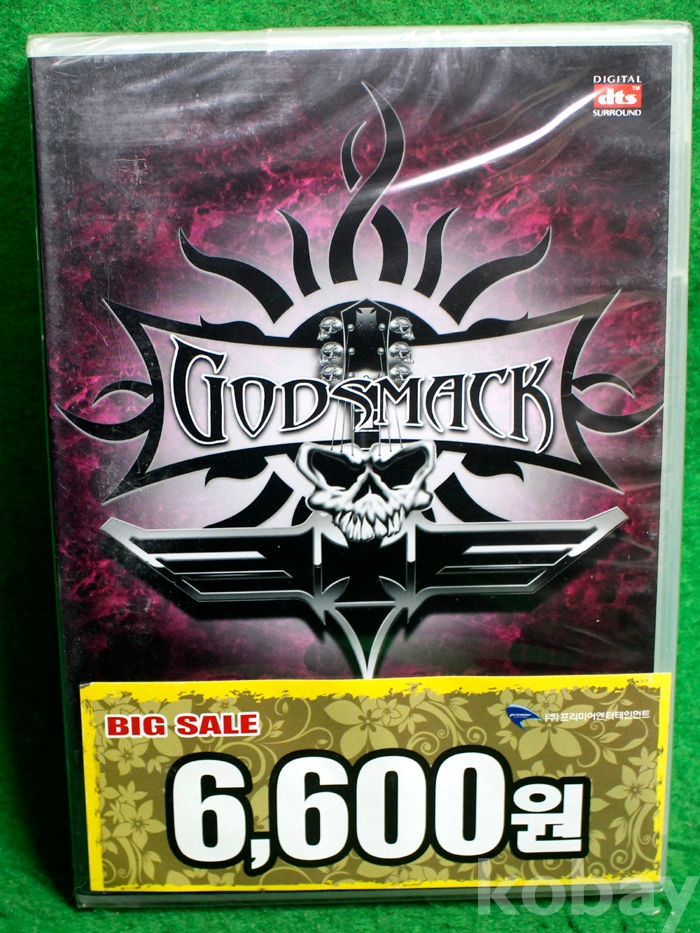 DIGITAL
dts™
SURROUND
GODSMACK
BIG SALE
(주)프리미어엔터테인먼트
6,600원
kobay